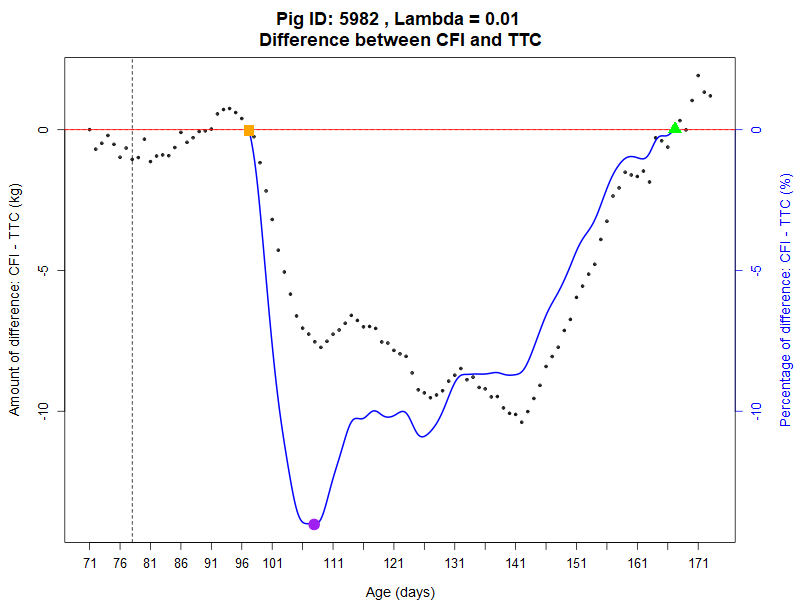 Pig ID: 5982 , Lambda = 0.01
Difference between CFI and TTC
Amount of difference: CFI - TTC (kg)
0
-5
-10
0
-5
-10
Percentage of difference: CFI - TTC (%)
71 76 81 86 91 96 101 111 121 131 141 151 161 171
Age (days)